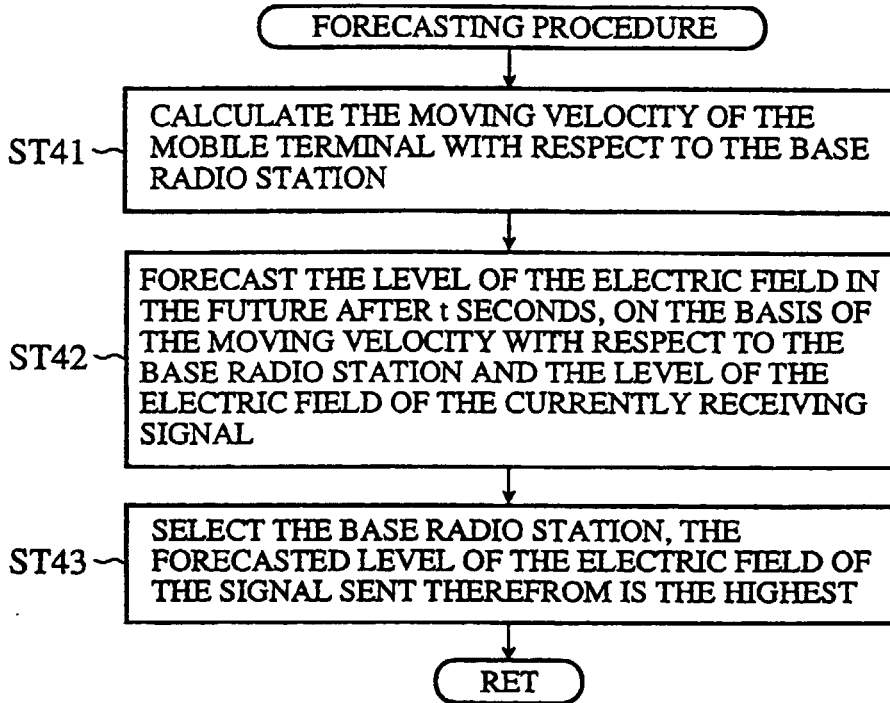 FORECASTING PROCEDURE
ST41
CALCULATE THE MOVING VELOCITY OF THE
MOBILE TERMINAL WITH RESPECT TO THE BASE
RADIO STATION
ST42
FORECAST THE LEVEL OF THE ELECTRIC FIELD IN
THE FUTURE AFTER t SECONDS, ON THE BASIS OF
THE MOVING VELOCITY WITH RESPECT TO THE
BASE RADIO STATION AND THE LEVEL OF THE
ELECTRIC FIELD OF THE CURRENTLY RECEIVING
SIGNAL
ST43
SELECT THE BASE RADIO STATION, THE
FORECASTED LEVEL OF THE ELECTRIC FIELD OF
THE SIGNAL SENT THEREFROM IS THE HIGHEST
RET